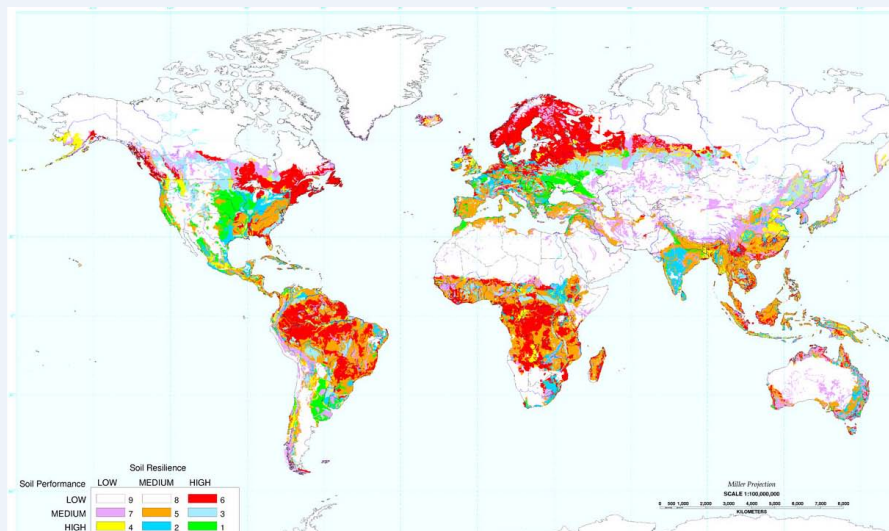 Soil Resilience
Soil Performance LOW MEDIUM HIGH
LOW 9 8 6
MEDIUM 7 5 3
HIGH 4 2 1
Miller Projection
SCALE 1:100,000,000
0 500 1,000 2,000 3,000 4,000 5,000 6,000 7,000 8,000
KILOMETERS